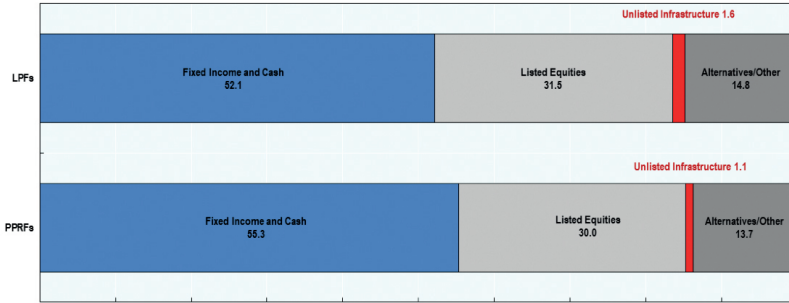 Unlisted Infrastructure 1.6
LPFs
Fixed Income and Cash
52.1
Listed Equities
31.5
Alternatives/Other
14.8
Unlisted Infrastructure 1.1
PPRFs
Fixed Income and Cash
55.3
Listed Equities
30.0
Alternatives/Other
13.7